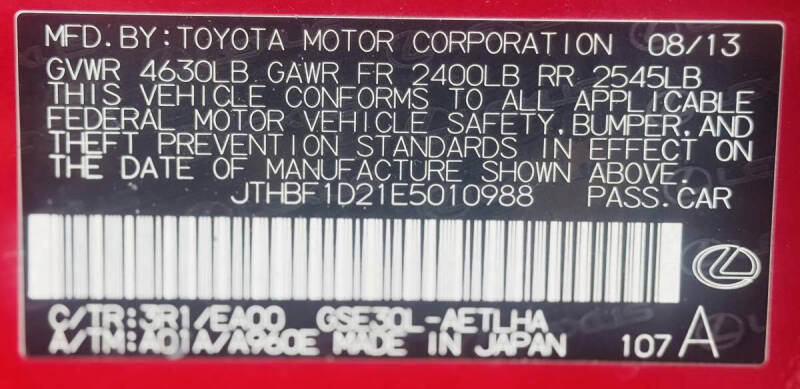 MFD.BY:TOYOTA MOTOR CORPORATION 08/13
GVWR 4630LB GAWR FR 2400LB RR 2545LB
THIS VEHICLE CONFORMS TO ALL APPLICABLE
FEDERAL MOTOR VEHICLE SAFETY,BUMPER,AND
THEFT PREVENTION STANDARDS IN EFFECT ON
THE DATE OF MANUFACTURE SHOWN ABOVE.
JTHBF1D21E5010988 PASS.CAR
C/TR:3R1/EA00 GSE30L-AETLHA
A/TM:A01A/A960E MADE IN JAPAN 107 A